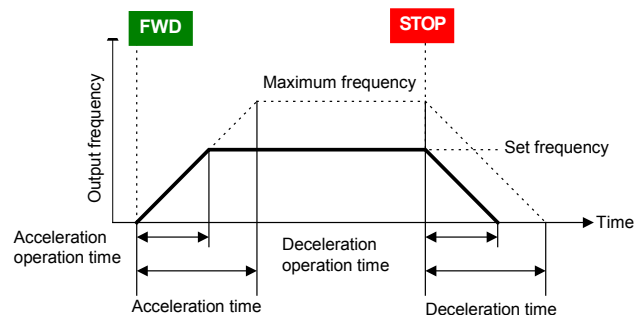 FWD
STOP
Output frequency
Maximum frequency
Set frequency
Time
Acceleration
operation time
Deceleration
operation time
Acceleration time
Deceleration time